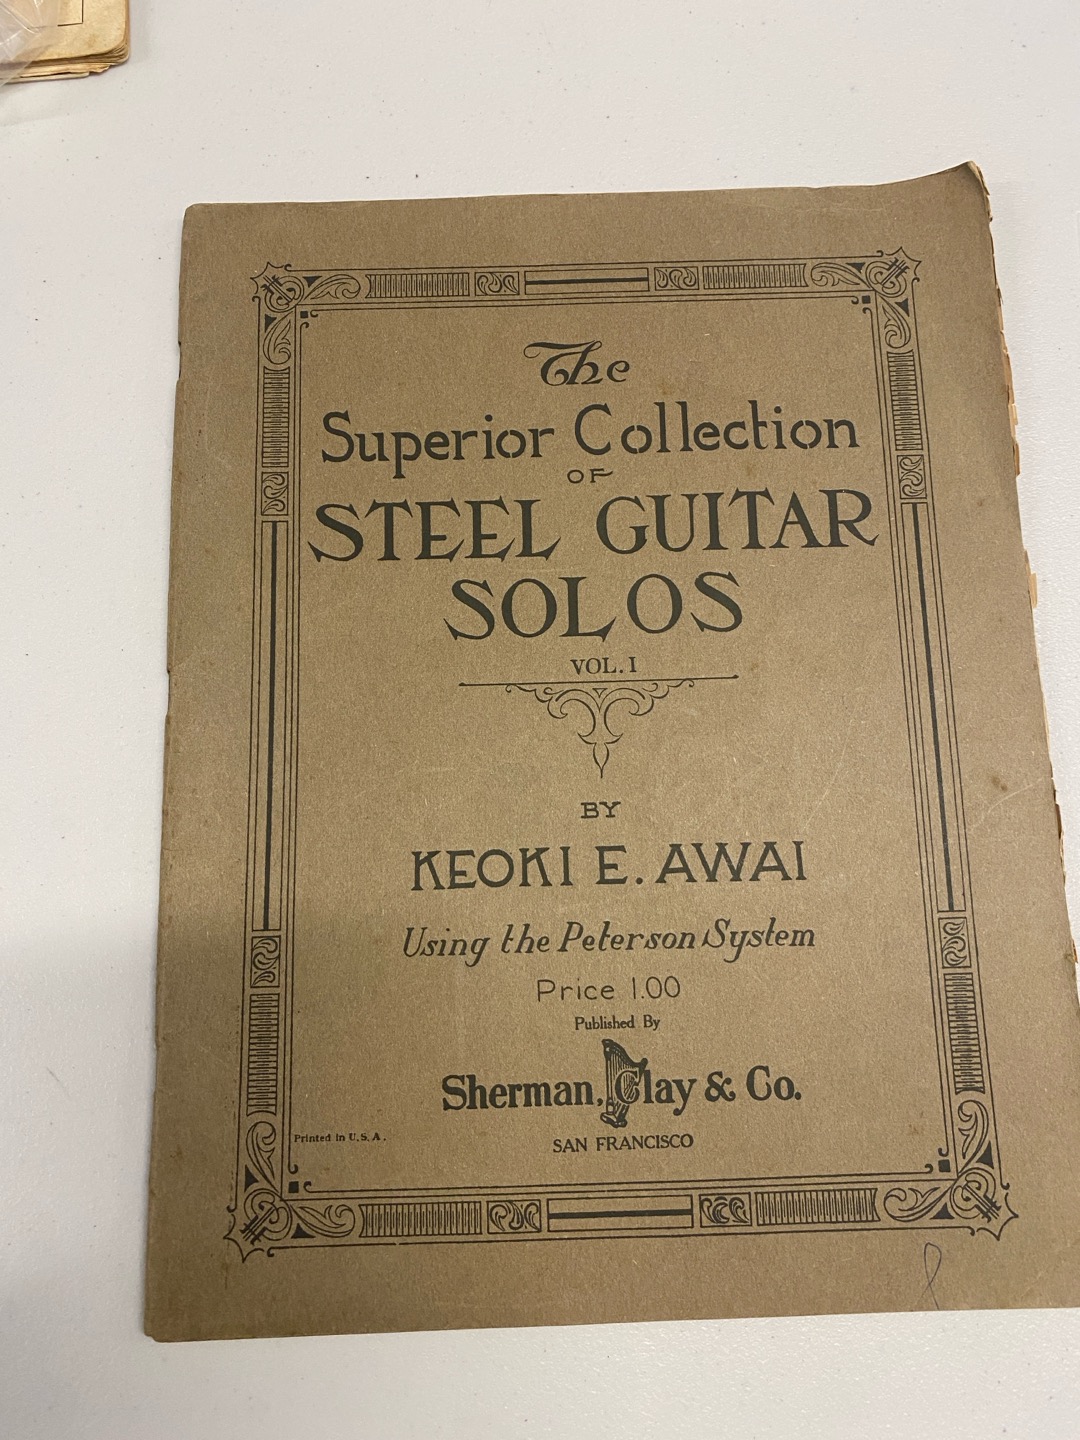 The
Superior Collection
OF
STEEL GUITAR
SOLOS
VOL. I
BY
KEOKI E. AWAI
Using the Peterson System
Price 1.00
Published By
Sherman, Clay & Co.
SAN FRANCISCO
Printed in U. S. A.